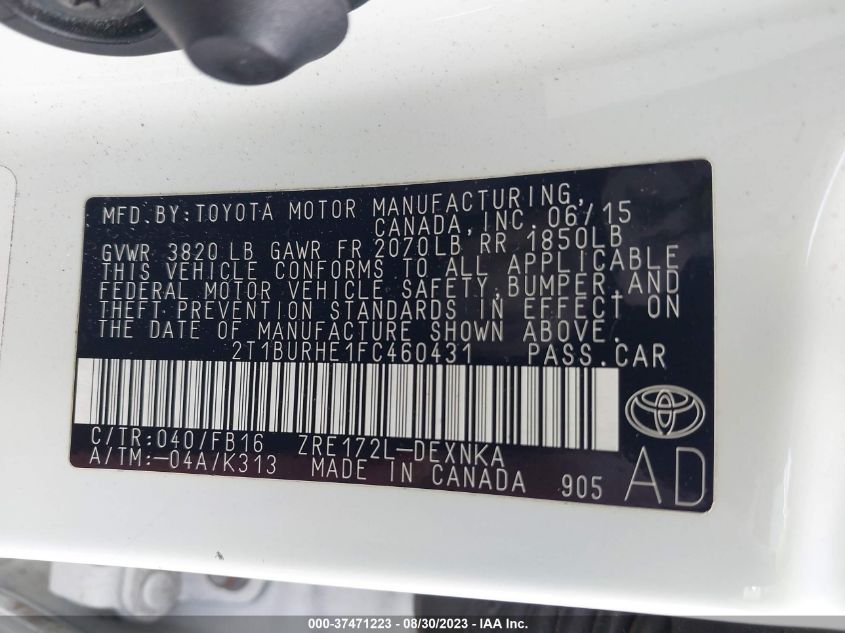 MFD.BY:TOYOTA MOTOR MANUFACTURING,
CANADA,INC. 06/15
GVWR 3820 LB GAWR FR 2070LB, RR 1850LB
THIS VEHICLE CONFORMS TO ALL APPLICABLE
FEDERAL MOTOR VEHICLE SAFETY,BUMPER,AND
THEFT PREVENTION STANDARDS IN EFFECT ON
THE DATE OF MANUFACTURE SHOWN ABOVE.
2T1BURHE1FC460431 PASS.CAR
C/TR:040/FB16 ZRE172L-DEXNKA
A/TM:-04A/K313 MADE IN CANADA 905 AD
000-37471223 - 08/30/2023 - IAA Inc.